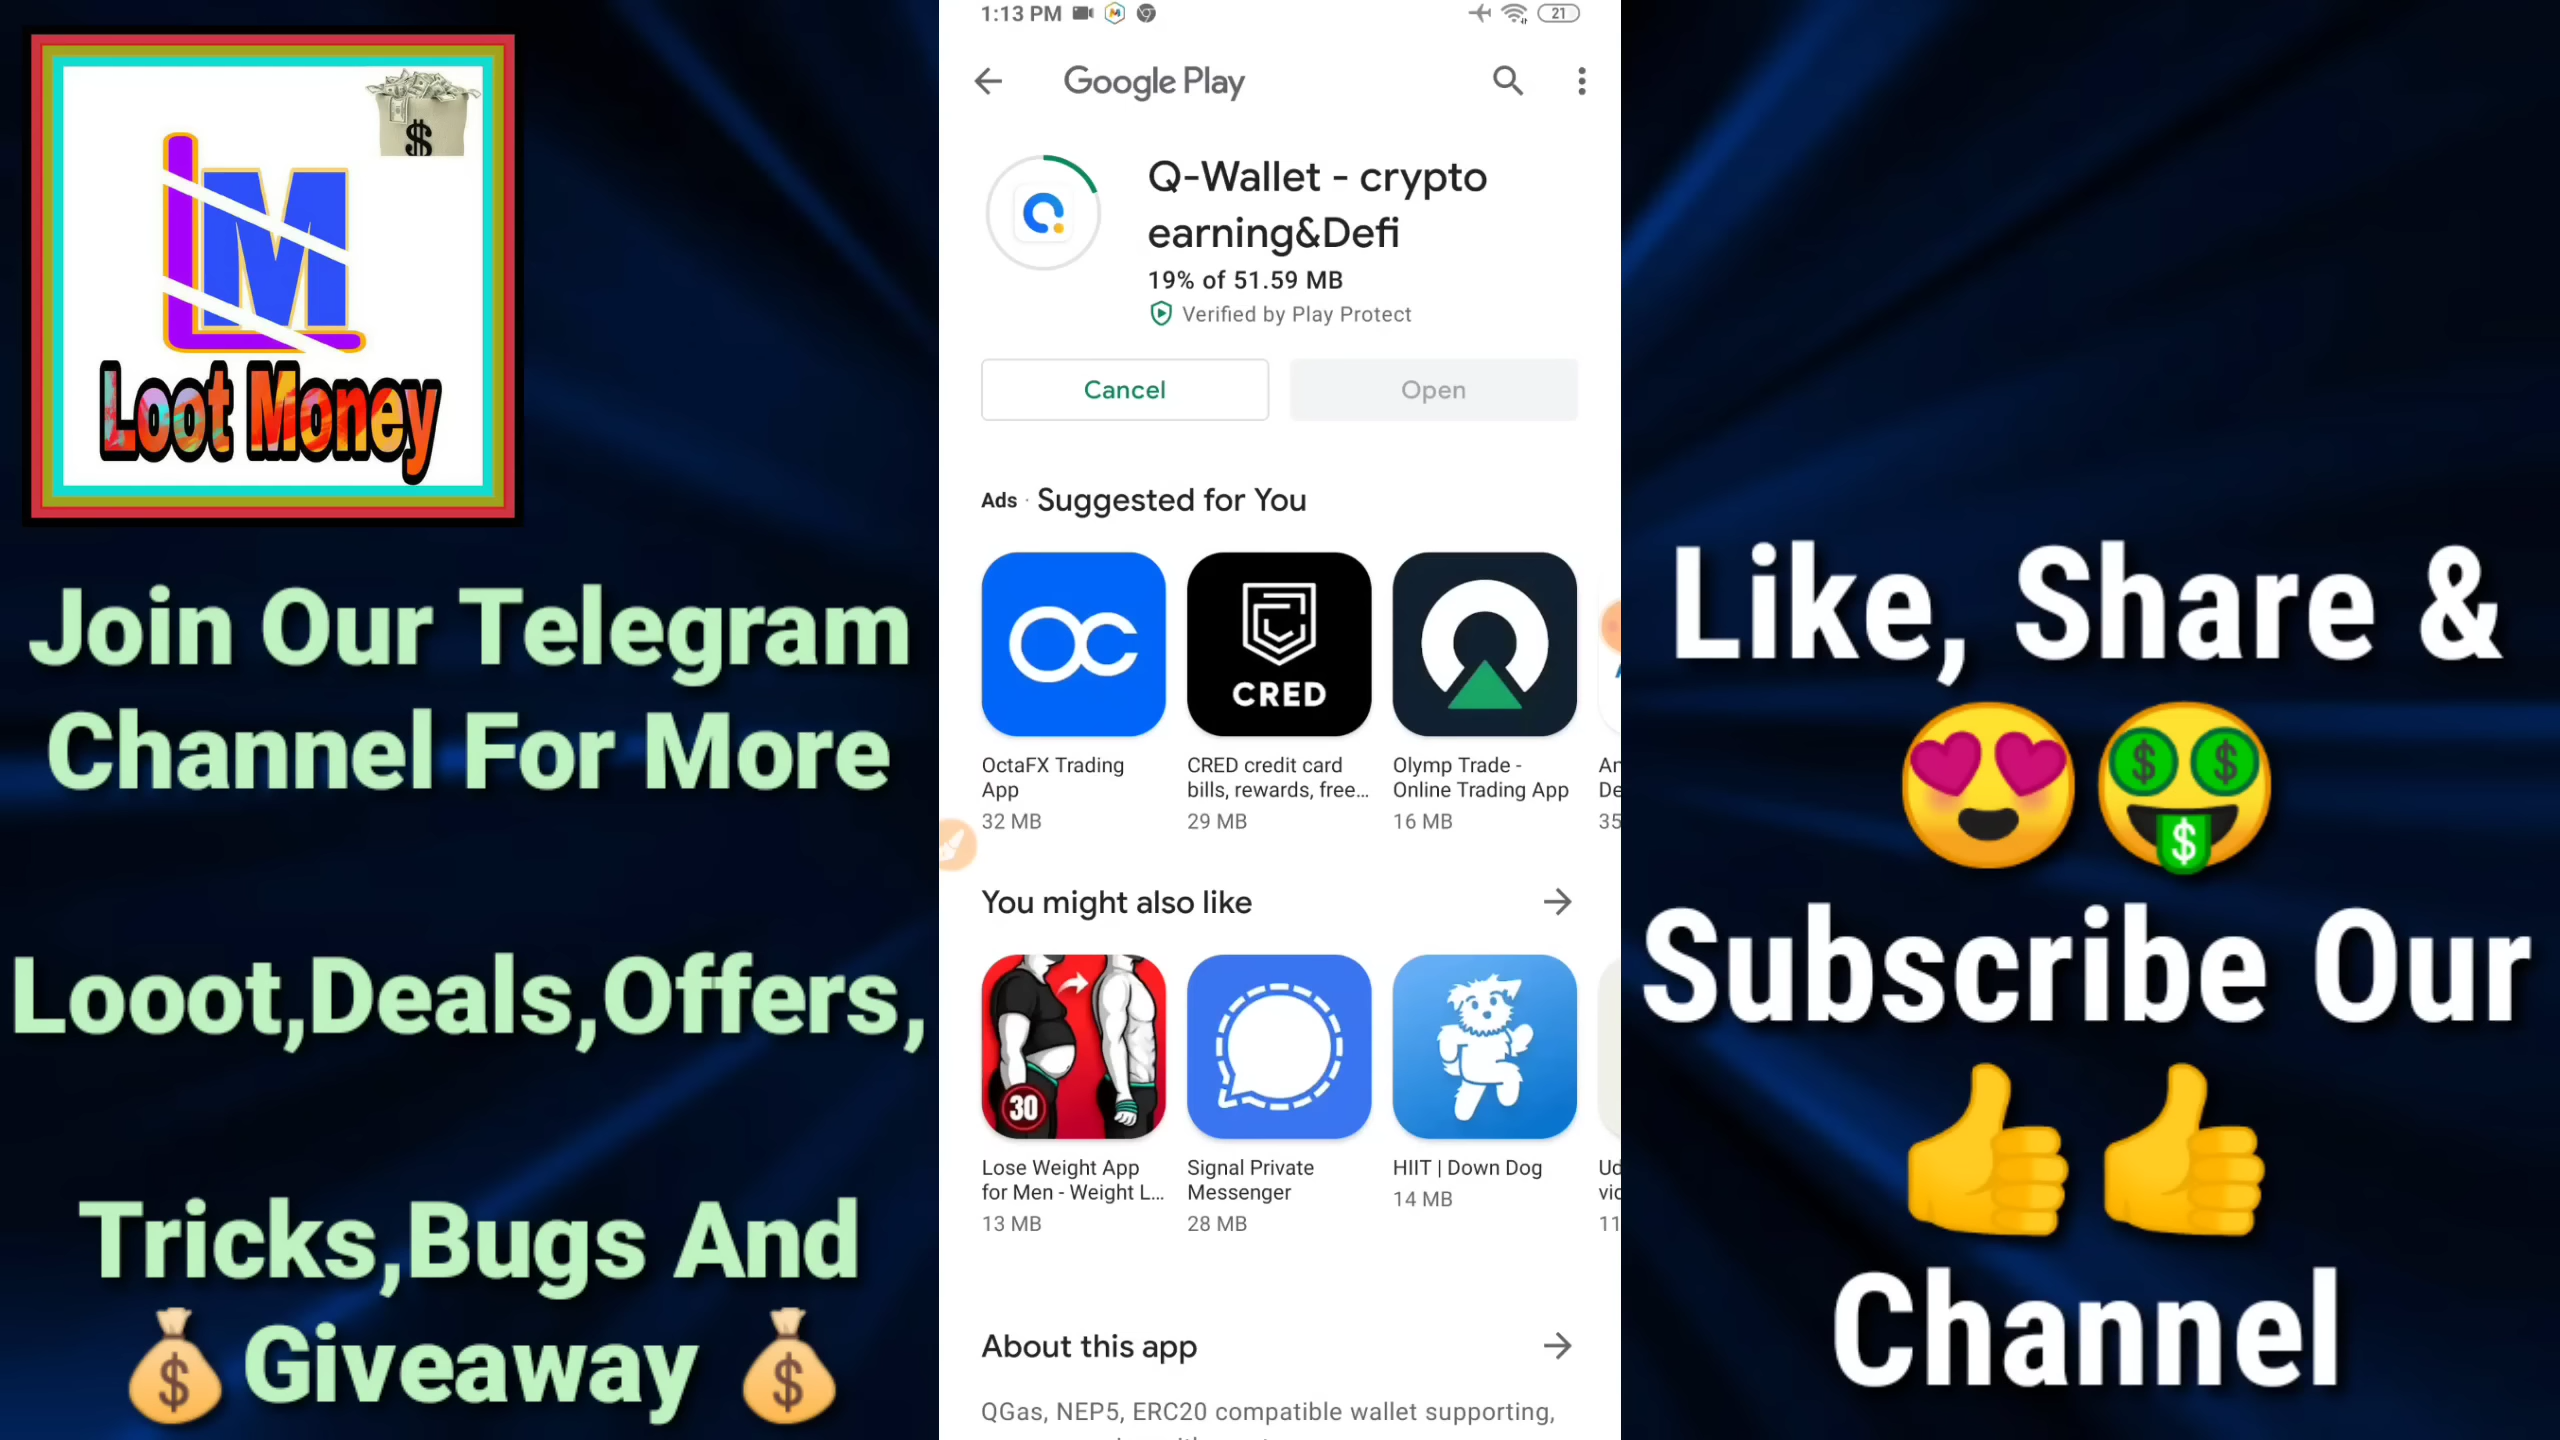 LM
Loot Money
Join Our Telegram
Channel For More
Looot,Deals,Offers,
Tricks,Bugs And
Giveaway
1:13 PM
21
Google Play
Q-Wallet - crypto
earning&Defi
19% of 51.59 MB
Verified by Play Protect
Cancel
Open
Ads · Suggested for You
CRED
OctaFX Trading
App
32 MB
CRED credit card
bills, rewards, free...
29 MB
Olymp Trade -
Online Trading App
16 MB
35
You might also like
30
Lose Weight App
for Men - Weight L...
13 MB
Signal Private
Messenger
28 MB
HIIT | Down Dog
14 MB
11
About this app
QGas, NEP5, ERC20 compatible wallet supporting,
Like, Share &
Subscribe Our
Channel